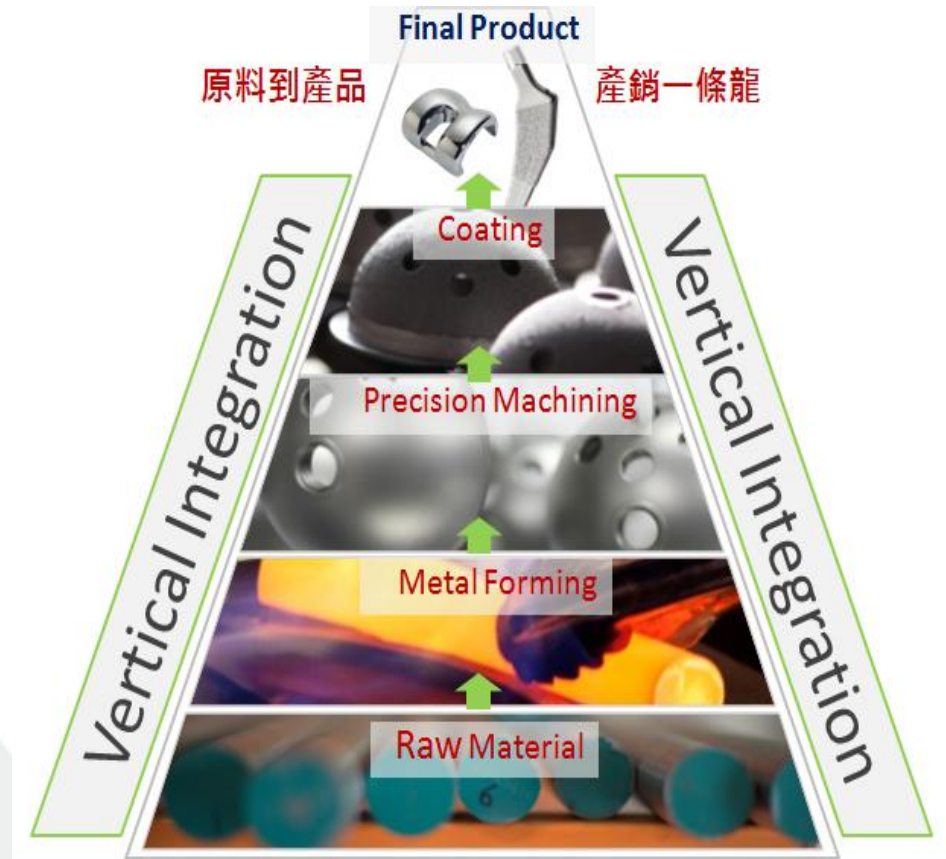 Final Product
原料到產品
產銷一條龍
Coating
Precision Machining
Metal Forming
Raw Material
Vertical Integration
Vertical Integration
6